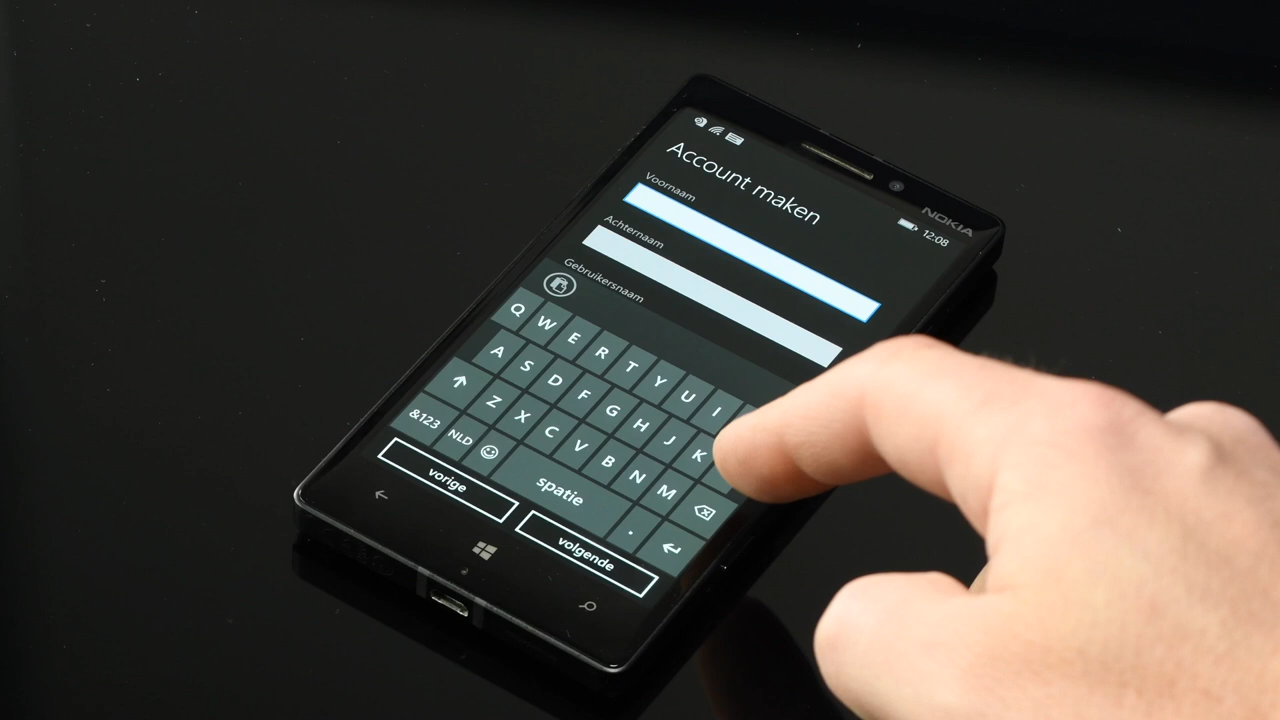 NOKIA
12:08
Account maken
Voornaam
Achternaam
Gebruikersnaam
Q W E R T Y U I
A S D F G H J K
Z X C V B N M
&123 NLD spatie .
vorige volgende